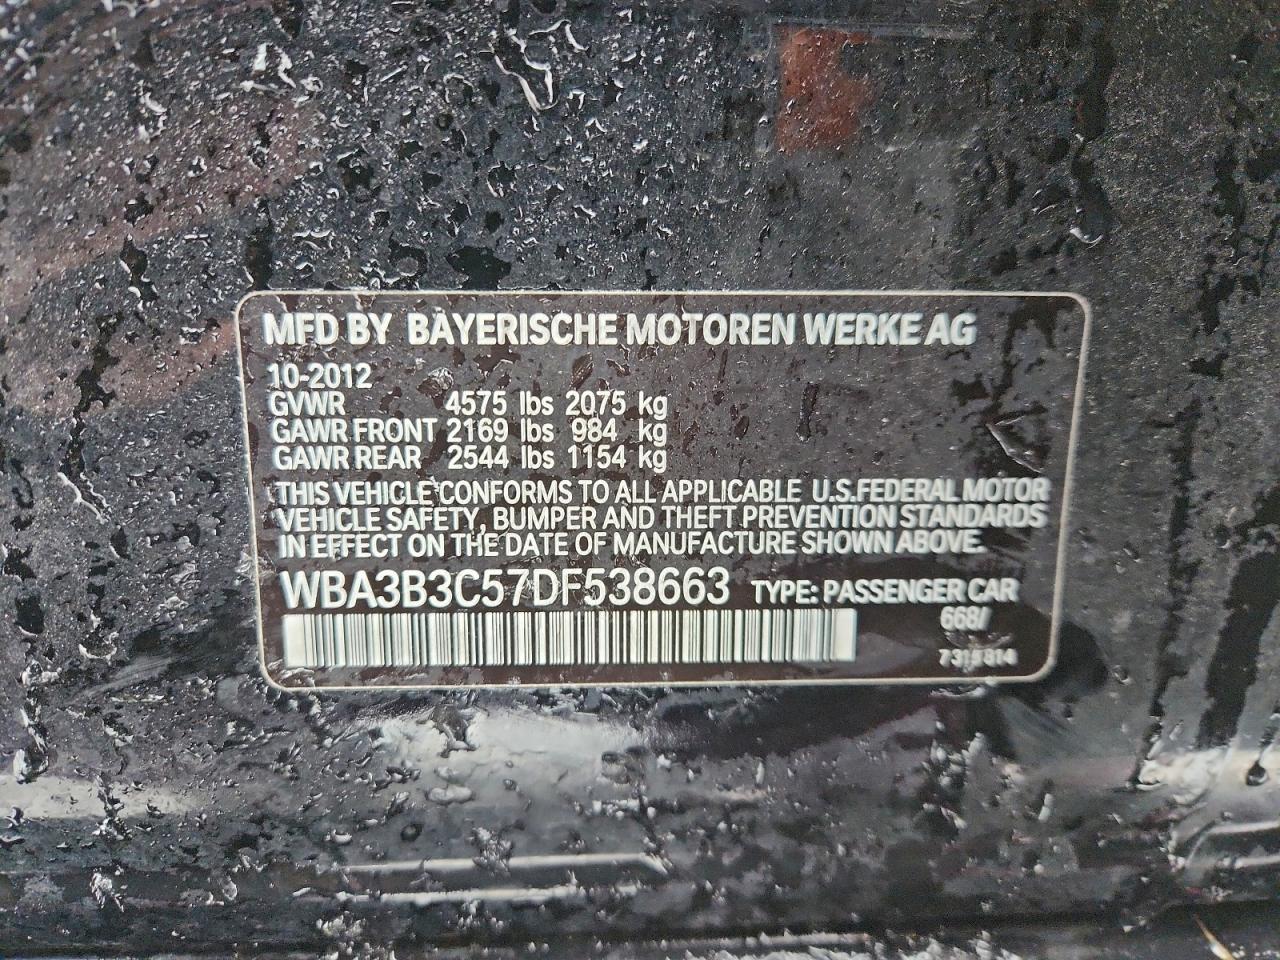 MFD BY BAYERISCHE MOTOREN WERKE AG
10-2012
GVWR 4575 lbs 2075 kg
GAWR FRONT 2169 lbs 984 kg
GAWR REAR 2544 lbs 1154 kg
THIS VEHICLE CONFORMS TO ALL APPLICABLE U.S.FEDERAL MOTOR
VEHICLE SAFETY, BUMPER AND THEFT PREVENTION STANDARDS
IN EFFECT ON THE DATE OF MANUFACTURE SHOWN ABOVE.
WBA3B3C57DF538663 TYPE: PASSENGER CAR
668/
7319814